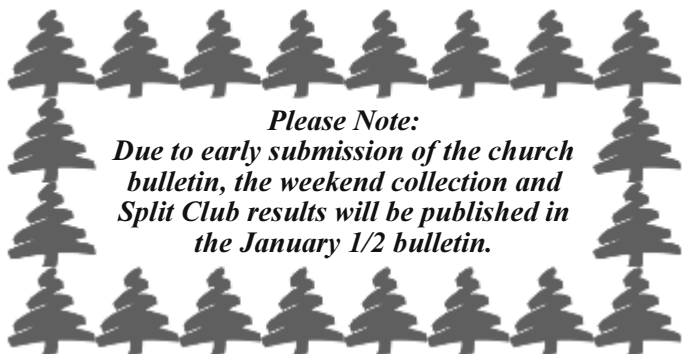 Please Note:
Due to early submission of the church
bulletin, the weekend collection and
Split Club results will be published in
the January 1/2 bulletin.